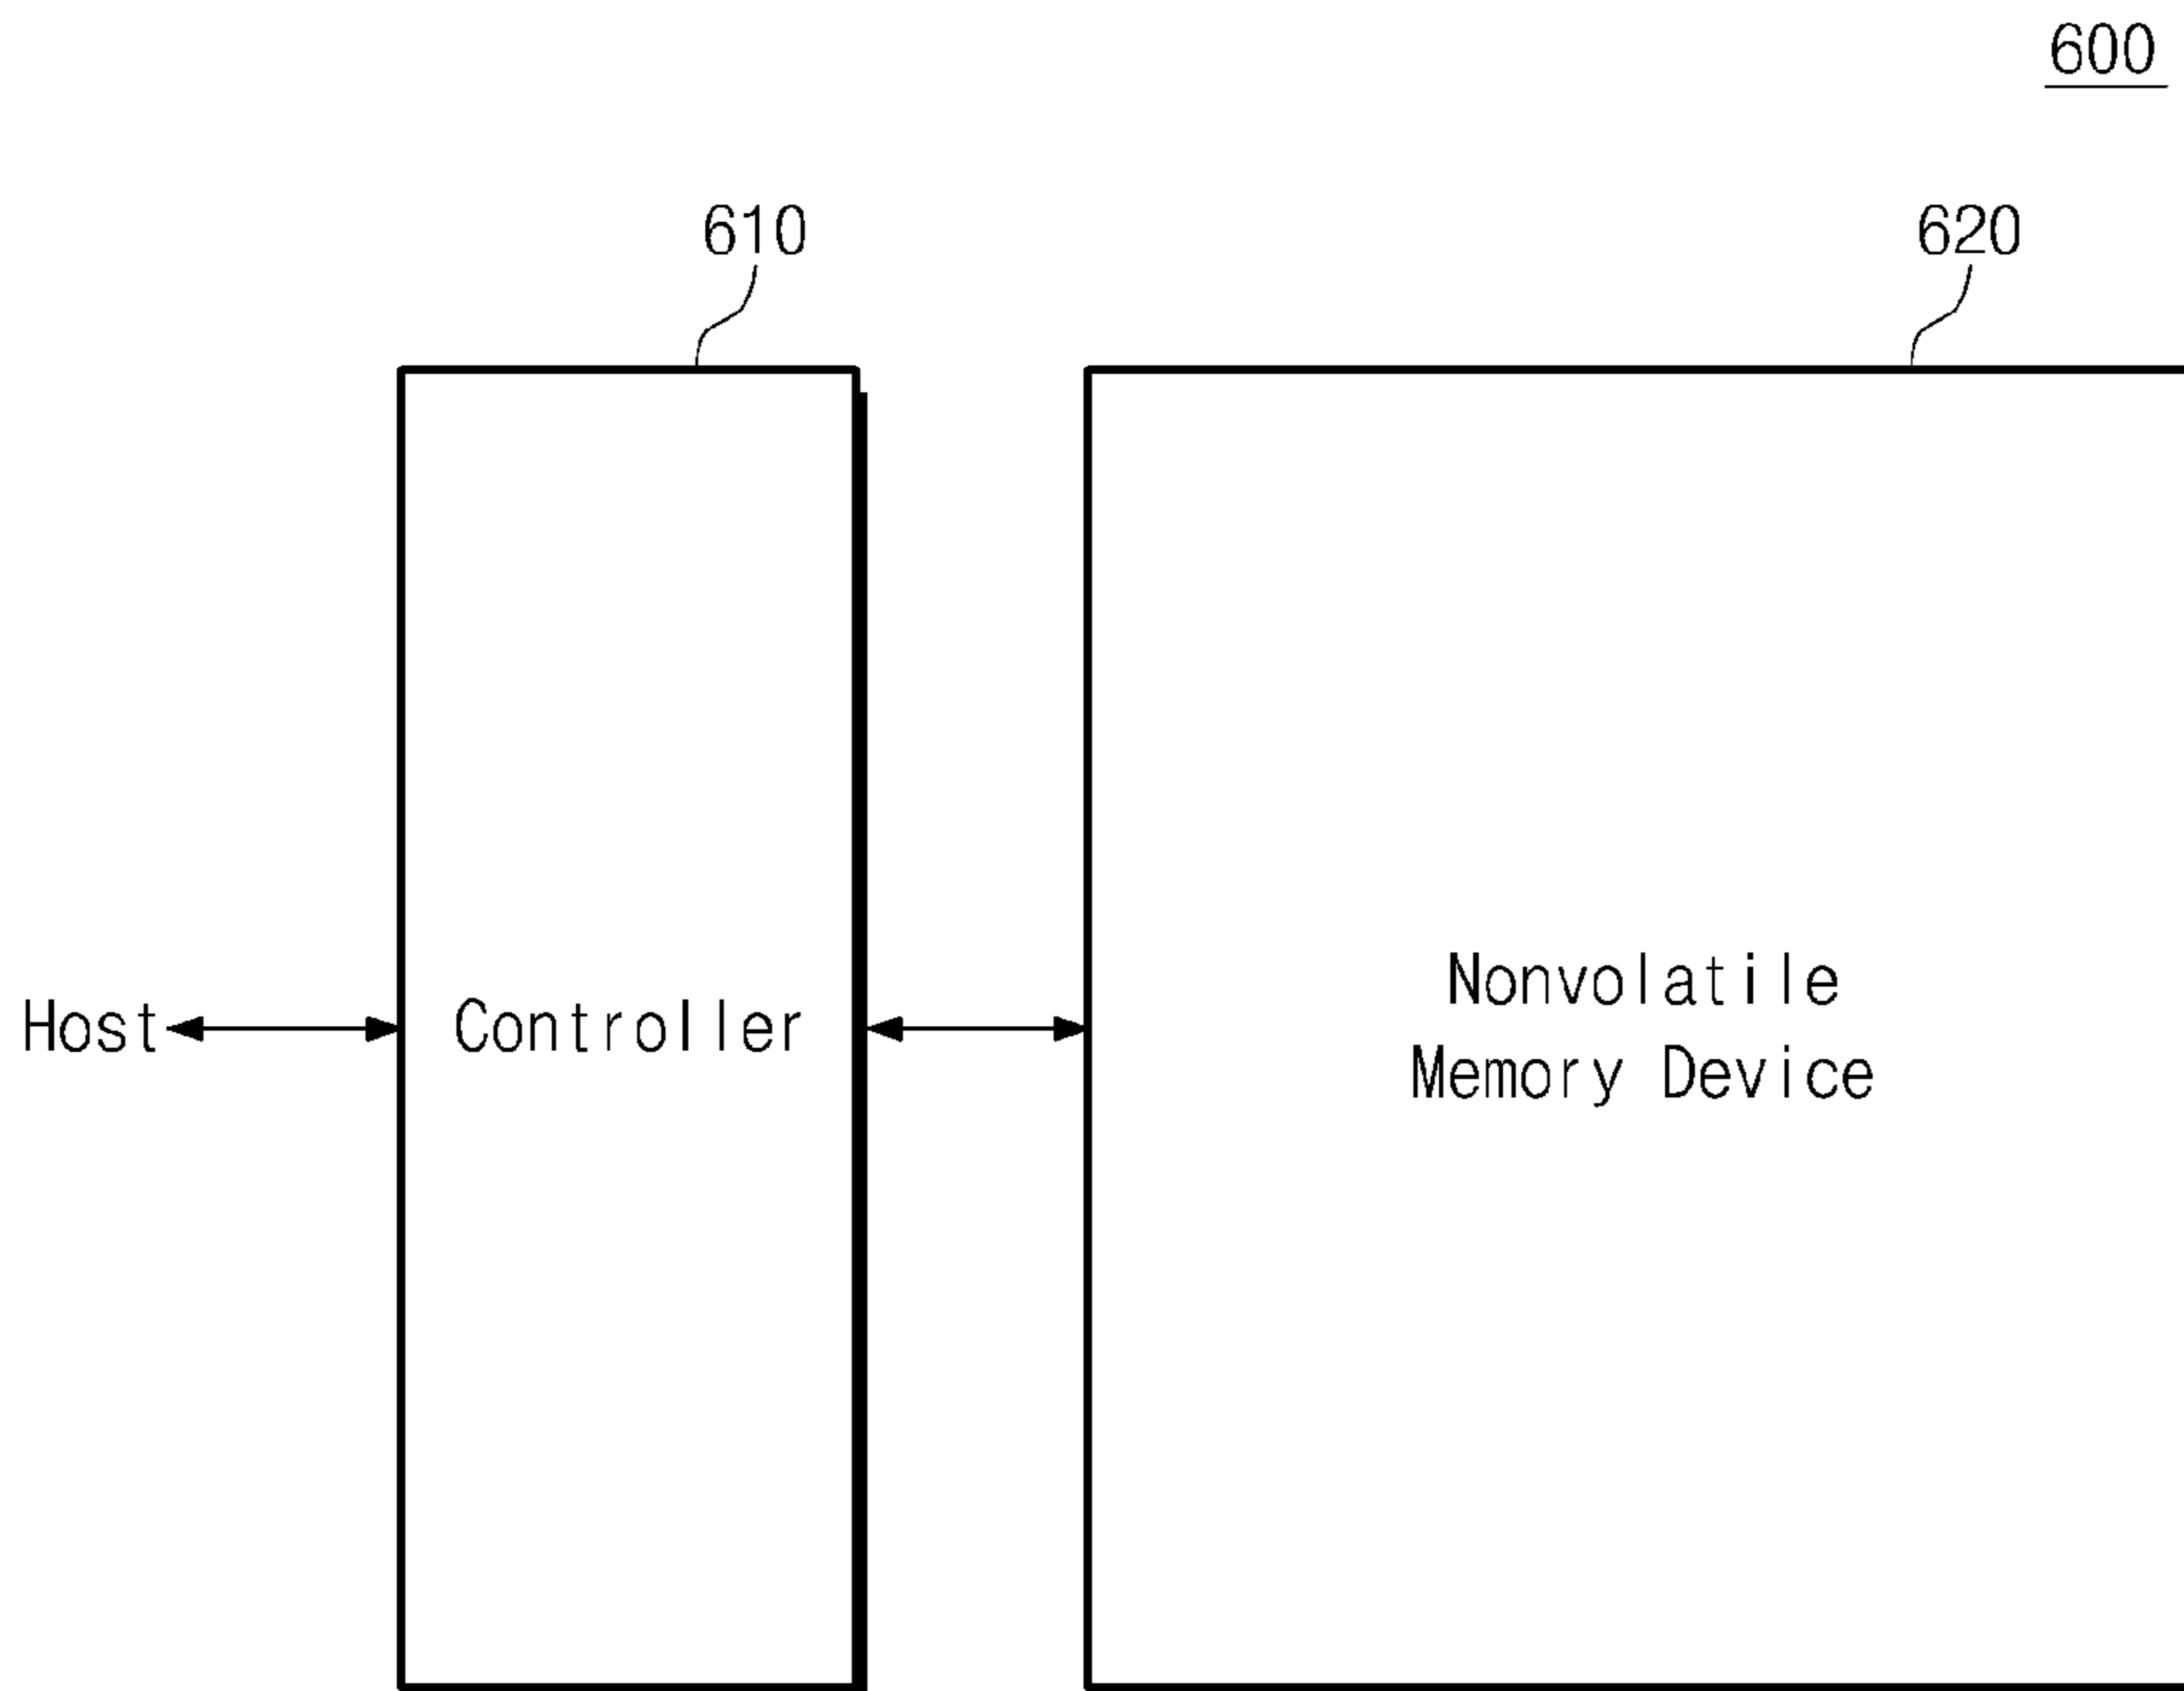 600
610
620
Host
Controller
Nonvolatile
Memory Device